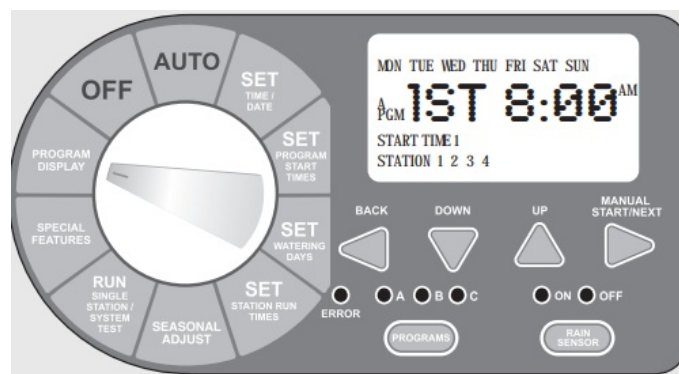 AUTO
OFF
SET
TIME /
DATE
SET
PROGRAM
START
TIMES
SET
WATERING
DAYS
SET
STATION RUN
TIMES
SEASONAL
ADJUST
RUN
SINGLE
STATION /
SYSTEM
TEST
SPECIAL
FEATURES
PROGRAM
DISPLAY
MON TUE WED THU FRI SAT SUN
A
PGM 1ST 8:00 AM
START TIME 1
STATION 1 2 3 4
BACK
DOWN
UP
MANUAL
START/NEXT
ERROR
A B C
ON OFF
PROGRAMS
RAIN
SENSOR